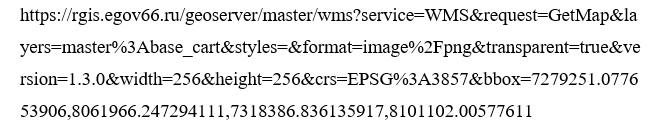 https://rgis.egov66.ru/geoserver/master/wms?service=WMS&request=GetMap&la
yers=master%3Abase_cart&styles=&format=image%2Fpng&transparent=true&ve
rsion=1.3.0&width=256&height=256&crs=EPSG%3A3857&bbox=7279251.0776
53906,8061966.247294111,7318386.836135917,8101102.00577611